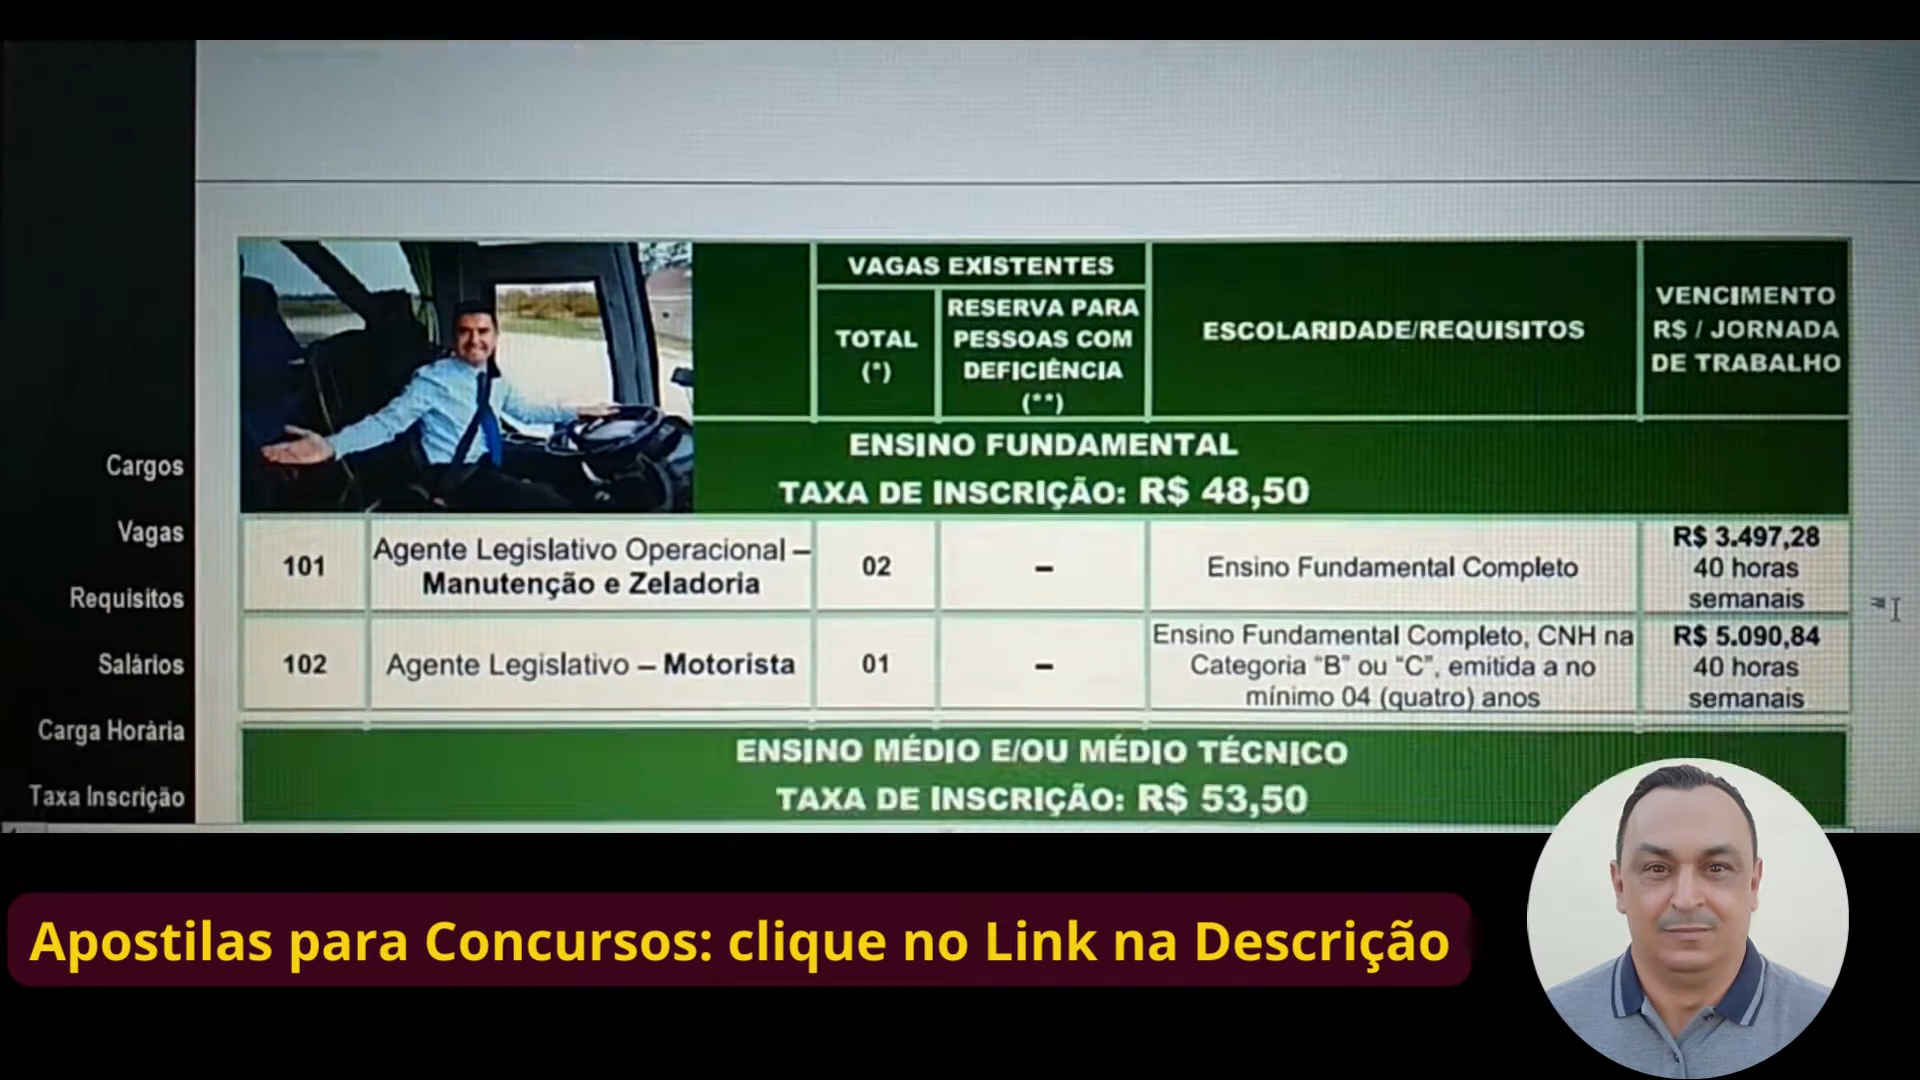 Cargos
Vagas
Requisitos
Salários
Carga Horária
Taxa Inscrição
VAGAS EXISTENTES
TOTAL
(*)
RESERVA PARA
PESSOAS COM
DEFICIÊNCIA
(**)
ESCOLARIDADE/REQUISITOS
VENCIMENTO
R$ / JORNADA
DE TRABALHO
ENSINO FUNDAMENTAL
TAXA DE INSCRIÇÃO: R$ 48,50
101
Agente Legislativo Operacional –
Manutenção e Zeladoria
02
–
Ensino Fundamental Completo
R$ 3.497,28
40 horas
semanais
102
Agente Legislativo – Motorista
01
–
Ensino Fundamental Completo, CNH na
Categoria “B” ou “C”, emitida a no
mínimo 04 (quatro) anos
R$ 5.090,84
40 horas
semanais
ENSINO MÉDIO E/OU MÉDIO TÉCNICO
TAXA DE INSCRIÇÃO: R$ 53,50
Apostilas para Concursos: clique no Link na Descrição